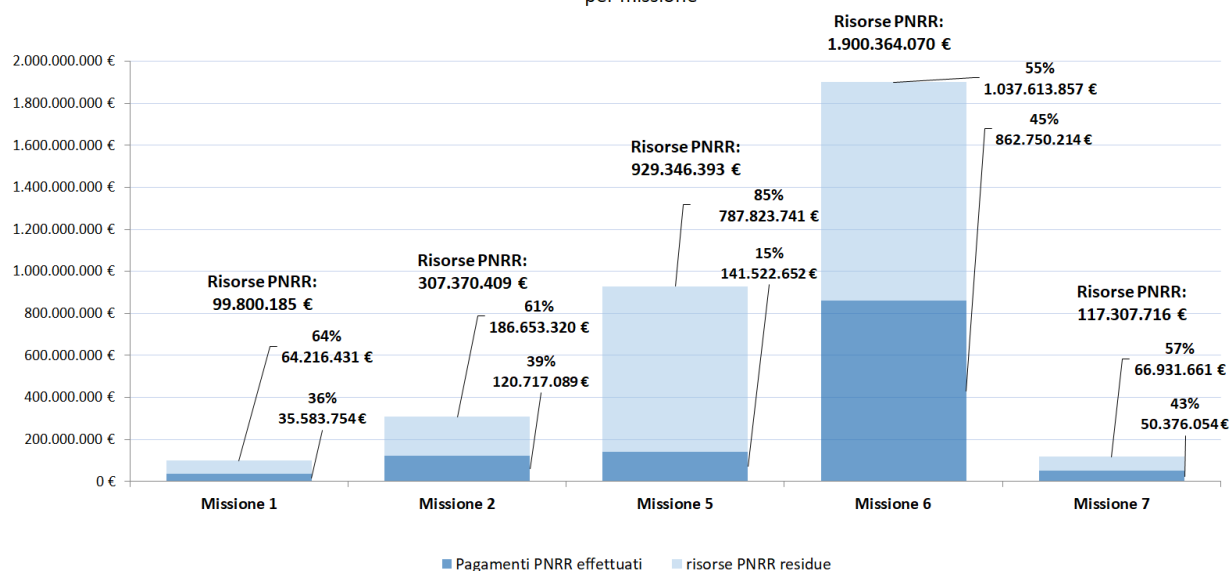 per missione
Risorse PNRR:
1.900.364.070 €
2.000.000.000 €
1.800.000.000 €
1.600.000.000 €
1.400.000.000 €
1.200.000.000 €
1.000.000.000 €
800.000.000 €
600.000.000 €
400.000.000 €
200.000.000 €
0 €
Risorse PNRR:
99.800.185 €
64%
64.216.431 €
36%
35.583.754 €
Risorse PNRR:
307.370.409 €
61%
186.653.320 €
39%
120.717.089 €
Risorse PNRR:
929.346.393 €
85%
787.823.741 €
15%
141.522.652 €
55%
1.037.613.857 €
45%
862.750.214 €
Risorse PNRR:
117.307.716 €
57%
66.931.661 €
43%
50.376.054 €
Missione 1
Missione 2
Missione 5
Missione 6
Missione 7
Pagamenti PNRR effettuati
risorse PNRR residue